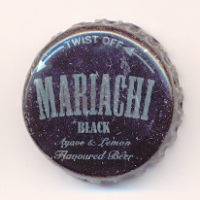 TWIST OFF
MARIACHI
BLACK
Agave & Lemon
Flavoured Beer